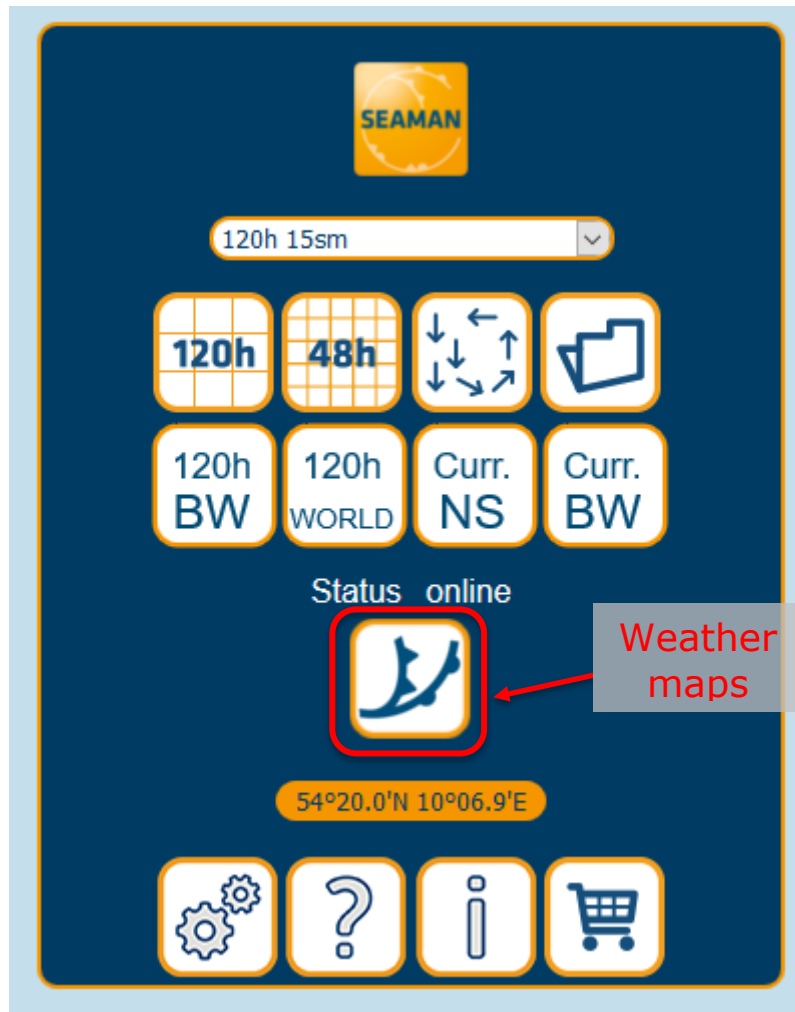 SEAMAN
120h 15sm
120h
48h
120h
BW
120h
WORLD
Curr.
NS
Curr.
BW
Status online
Weather
maps
54°20.0'N 10°06.9'E